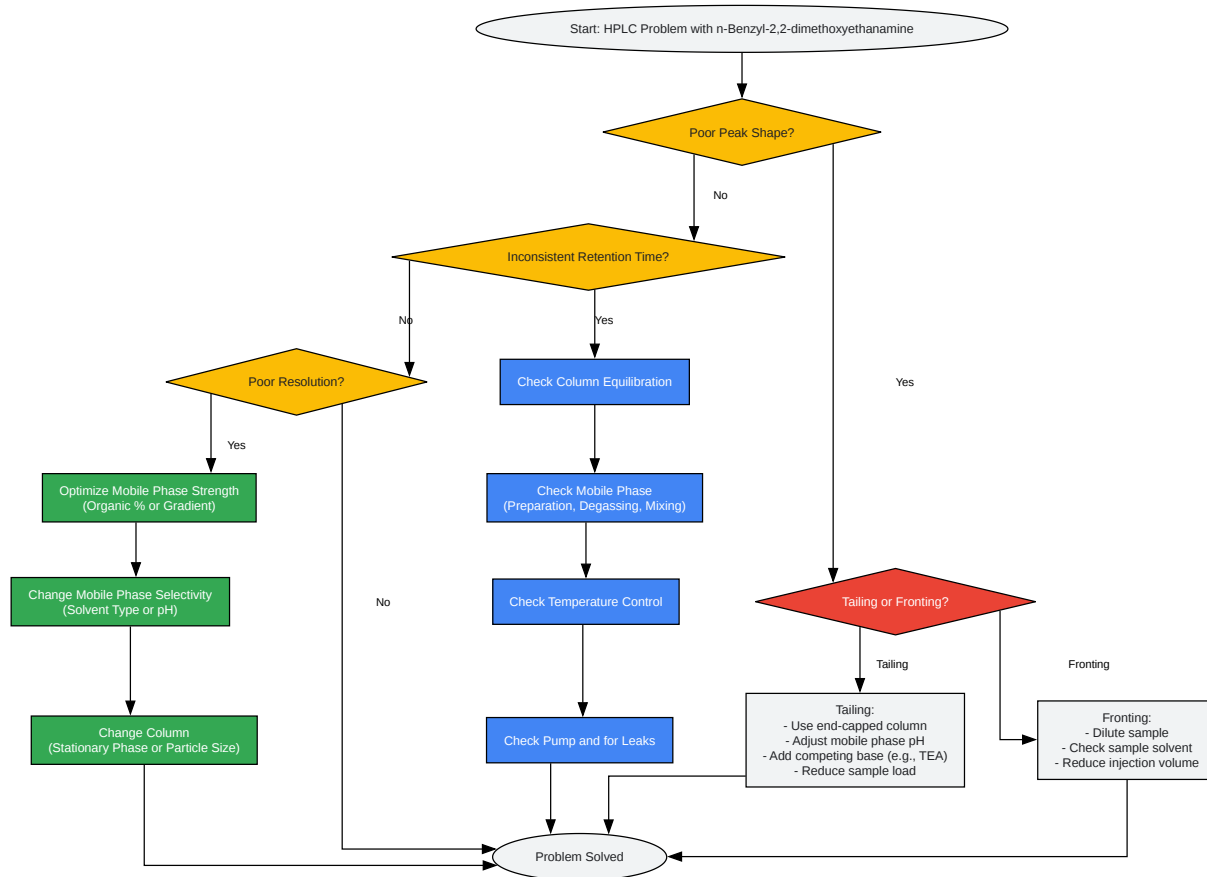 Start: HPLC Problem with n-Benzyl-2,2-dimethoxyethanamine
Poor Peak Shape?
No
Inconsistent Retention Time?
No
Yes
Poor Resolution?
Check Column Equilibration
Yes
Yes
Optimize Mobile Phase Strength
(Organic % or Gradient)
Check Mobile Phase
(Preparation, Degassing, Mixing)
Change Mobile Phase Selectivity
(Solvent Type or pH)
No
Check Temperature Control
Tailing or Fronting?
Tailing
Fronting
Change Column
(Stationary Phase or Particle Size)
Check Pump and for Leaks
Tailing:
- Use end-capped column
- Adjust mobile phase pH
- Add competing base (e.g., TEA)
- Reduce sample load
Fronting:
- Dilute sample
- Check sample solvent
- Reduce injection volume
Problem Solved